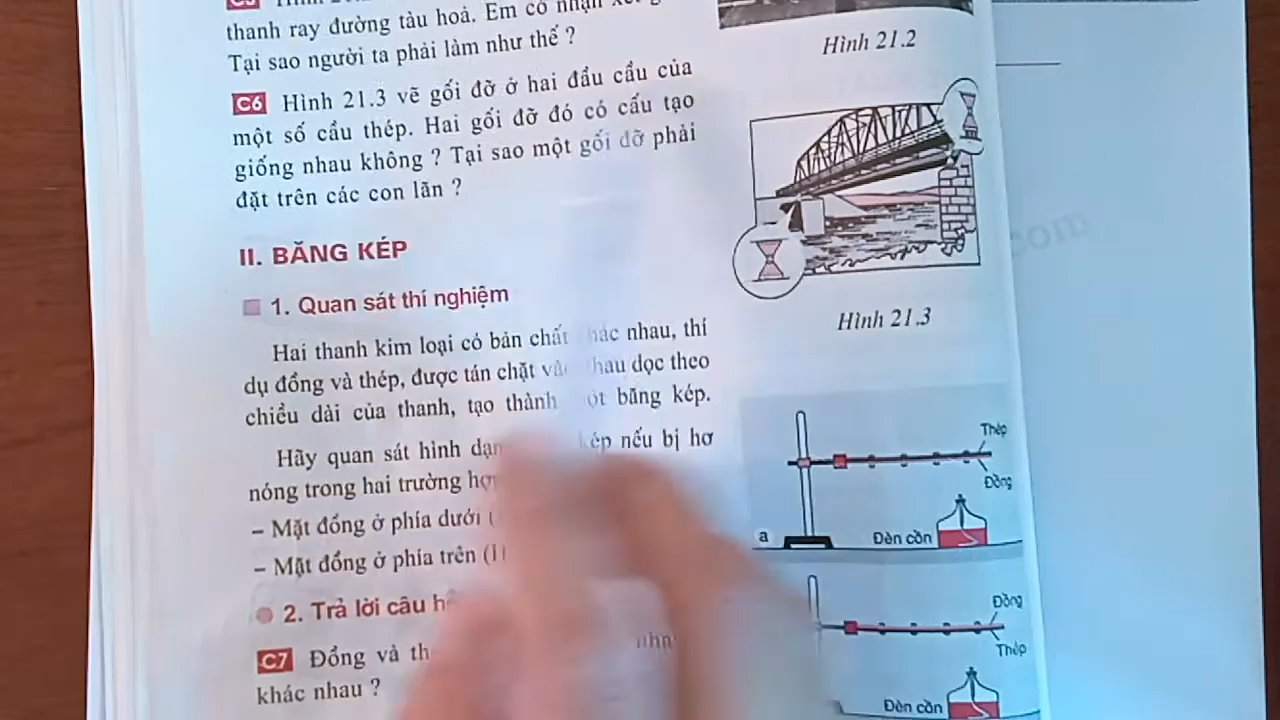 thanh ray đường tàu hoả. Em có nhận xét
Tại sao người ta phải làm như thế ?
C6 Hình 21.3 vẽ gối đỡ ở hai đầu cầu của
một số cầu thép. Hai gối đỡ đó có cấu tạo
giống nhau không ? Tại sao một gối đỡ phải
đặt trên các con lăn ?
II. BĂNG KÉP
1. Quan sát thí nghiệm
Hai thanh kim loại có bản chất khác nhau, thí
dụ đồng và thép, được tán chặt vào nhau dọc theo
chiều dài của thanh, tạo thành một băng kép.
Hãy quan sát hình dạng kép nếu bị hơ
nóng trong hai trường hợp
– Mặt đồng ở phía dưới (
– Mặt đồng ở phía trên (H
2. Trả lời câu hỏi
C7 Đồng và thép
khác nhau ?
Hình 21.2
Hình 21.3
Thép
Đồng
a
Đèn cồn
Đồng
Thép
Đèn cồn
com